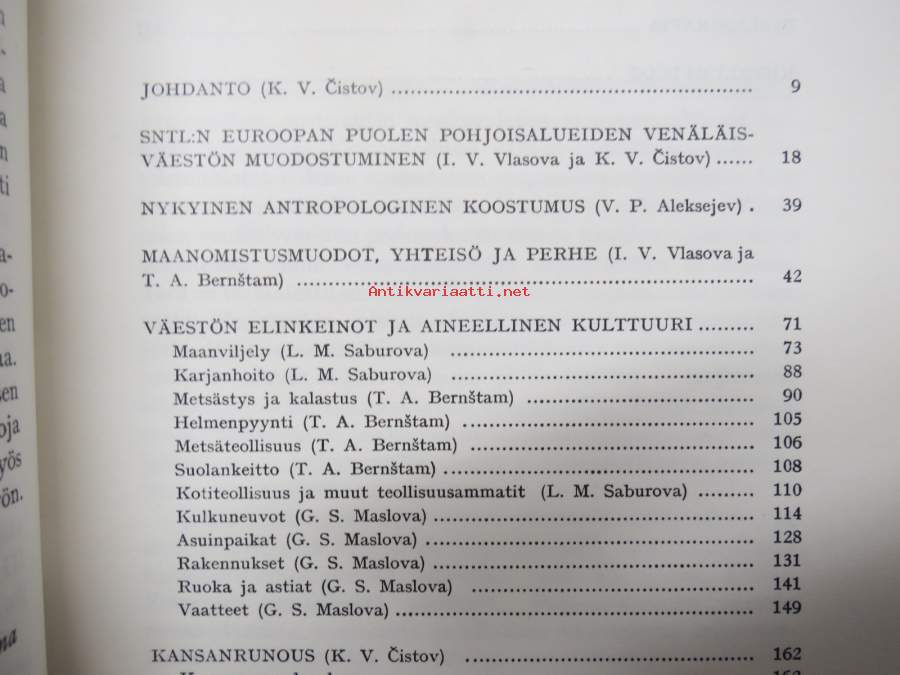 JOHDANTO (K. V. Čistov) ........ 9
SNTL:N EUROOPAN PUOLEN POHJOISALUEIDEN VENÄLÄIS-
VÄESTÖN MUODOSTUMINEN (I. V. Vlasova ja K. V. Čistov) ...... 18
NYKYINEN ANTROPOLOGINEN KOOSTUMUS (V. P. Aleksejev) . 39
MAANOMISTUSMUODOT, YHTEISÖ JA PERHE (I. V. Vlasova ja
T. A. Bernštam) ........ 42
Antikvariaatti.net
VÄESTÖN ELINKEINOT JA AINEELLINEN KULTTUURI ......... 71
Maanviljely (L. M. Saburova) ........ 73
Karjanhoito (L. M. Saburova) ........ 88
Metsästys ja kalastus (T. A. Bernštam) ........ 90
Helmenpyynti (T. A. Bernštam) ........ 105
Metsäteollisuus (T. A. Bernštam) ........ 106
Suolankeitto (T. A. Bernštam) ........ 108
Kotiteollisuus ja muut teollisuusammatit (L. M. Saburova) ......... 110
Kulkuneuvot (G. S. Maslova) ........ 114
Asuinpaikat (G. S. Maslova) ........ 128
Rakennukset (G. S. Maslova) ........ 131
Ruoka ja astiat (G. S. Maslova) ........ 141
Vaatteet (G. S. Maslova) ........ 149
KANSANRUNOUS (K. V. Čistov) ........ 162